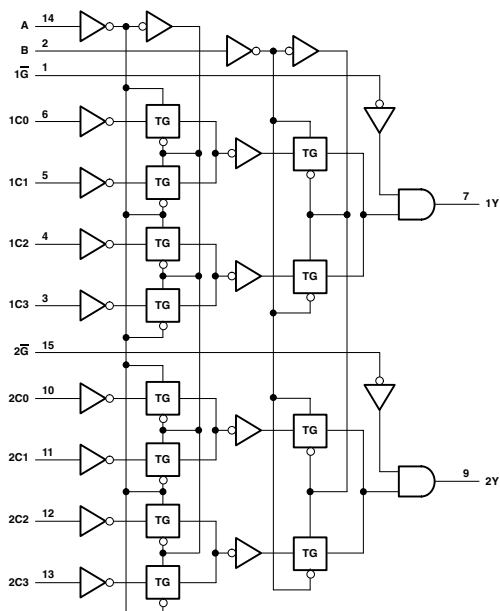 A 14
B 2
1G̅ 1
1C0 6 TG
TG
1C1 5 TG
7 1Y
1C2 4 TG
TG
1C3 3 TG
2G̅ 15
2C0 10 TG
TG
2C1 11 TG
9 2Y
2C2 12 TG
TG
2C3 13 TG